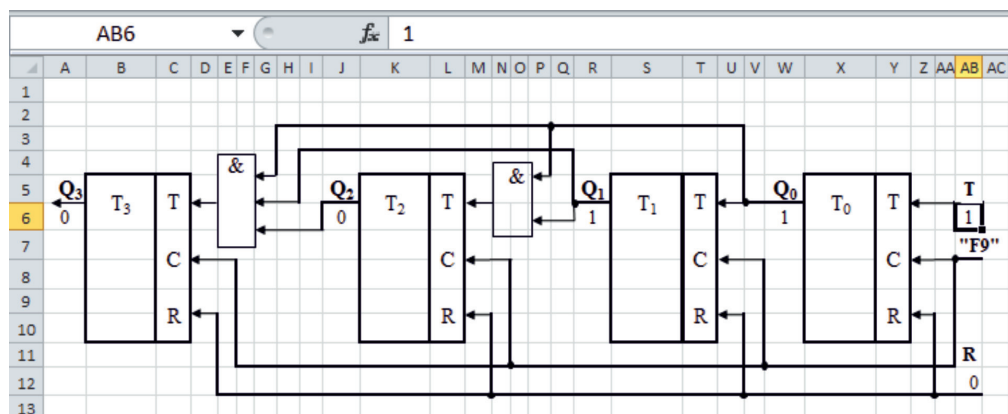 AB6 fx 1
A B C D E F G H I J K L M N O P Q R S T U V W X Y Z AA AB AC
1
2
3
4 & &
5 Q3 T3 T Q2 T2 T Q1 T1 T Q0 T0 T T
6 0 0 1 1 1
7 "F9"
8 C C C C
9
10 R R R R
11 R
12 0
13